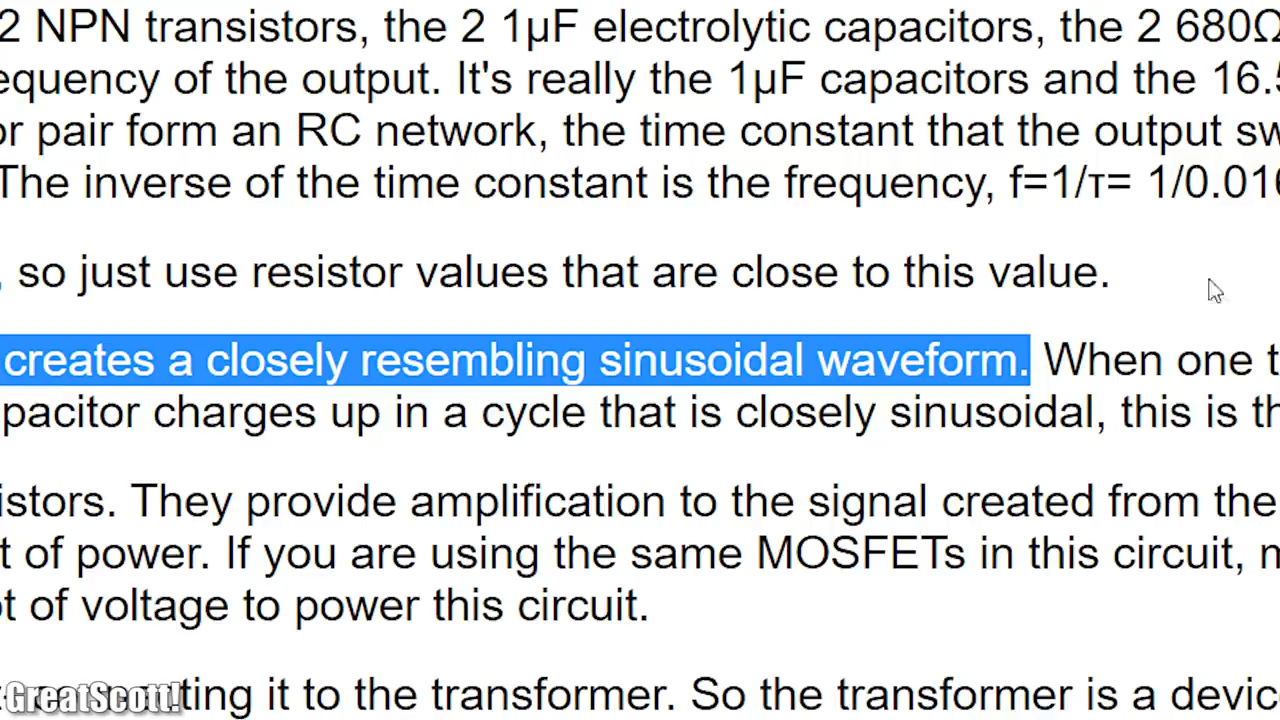 2 NPN transistors, the 2 1µF electrolytic capacitors, the 2 680Ω
equency of the output. It's really the 1µF capacitors and the 16.5
or pair form an RC network, the time constant that the output sw
The inverse of the time constant is the frequency, f=1/τ= 1/0.016
, so just use resistor values that are close to this value.
creates a closely resembling sinusoidal waveform. When one t
pacitor charges up in a cycle that is closely sinusoidal, this is th
istors. They provide amplification to the signal created from the
t of power. If you are using the same MOSFETs in this circuit, m
ot of voltage to power this circuit.
ting it to the transformer. So the transformer is a device
GreatScott!